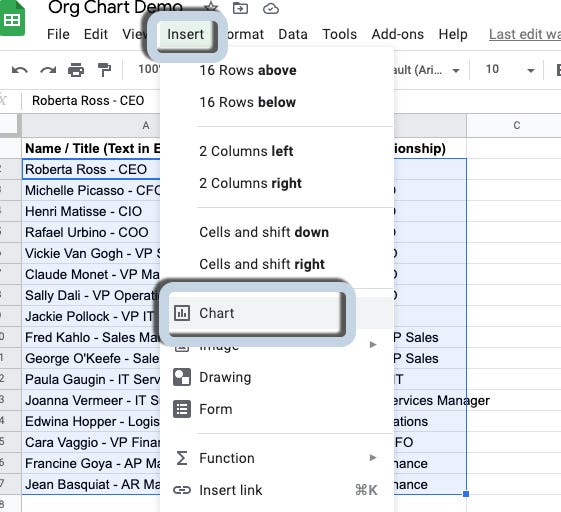 Org Chart Demo
File Edit View Insert Format Data Tools Add-ons Help Last edit wa
100 ault (Ari... 10
Roberta Ross - CEO
A C
Name / Title (Text in E ionship)
Roberta Ross - CEO
Michelle Picasso - CFO
Henri Matisse - CIO
Rafael Urbino - COO
Vickie Van Gogh - VP S
Claude Monet - VP Ma
Sally Dali - VP Operati
Jackie Pollock - VP IT
Fred Kahlo - Sales Ma P Sales
George O'Keefe - Sale P Sales
Paula Gaugin - IT Serv IT
Joanna Vermeer - IT S ervices Manager
Edwina Hopper - Logis ations
Cara Vaggio - VP Finan FO
Francine Goya - AP Ma nance
Jean Basquiat - AR Ma nance
16 Rows above
16 Rows below
2 Columns left
2 Columns right
Cells and shift down
Cells and shift right
Chart
Image
Drawing
Form
Function
Insert link ⌘K